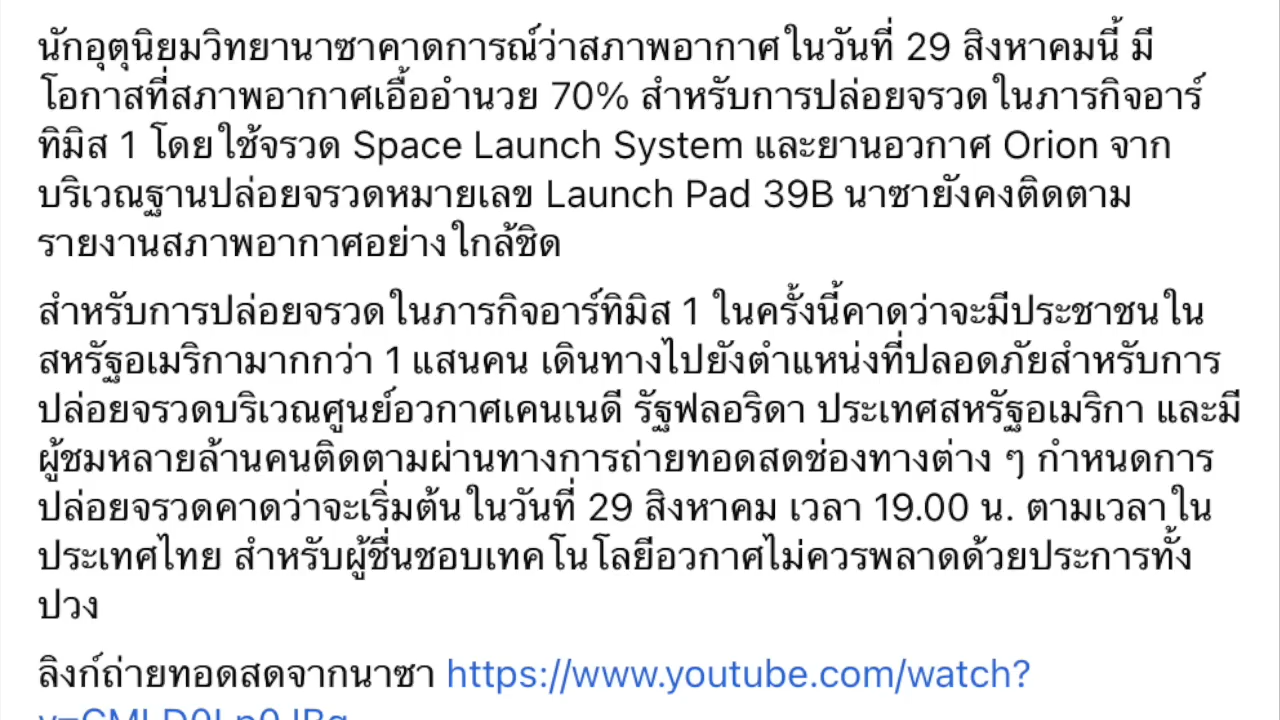 นักอุตุนิยมวิทยานาซาคาดการณ์ว่าสภาพอากาศในวันที่ 29 สิงหาคมนี้ มี
โอกาสที่สภาพอากาศเอื้ออำนวย 70% สำหรับการปล่อยจรวดในภารกิจอาร์
ทิมิส 1 โดยใช้จรวด Space Launch System และยานอวกาศ Orion จาก
บริเวณฐานปล่อยจรวดหมายเลข Launch Pad 39B นาซายังคงติดตาม
รายงานสภาพอากาศอย่างใกล้ชิด
สำหรับการปล่อยจรวดในภารกิจอาร์ทิมิส 1 ในครั้งนี้คาดว่าจะมีประชาชนใน
สหรัฐอเมริกามากกว่า 1 แสนคน เดินทางไปยังตำแหน่งที่ปลอดภัยสำหรับการ
ปล่อยจรวดบริเวณศูนย์อวกาศเคนเนดี รัฐฟลอริดา ประเทศสหรัฐอเมริกา และมี
ผู้ชมหลายล้านคนติดตามผ่านทางการถ่ายทอดสดช่องทางต่าง ๆ กำหนดการ
ปล่อยจรวดคาดว่าจะเริ่มต้นในวันที่ 29 สิงหาคม เวลา 19.00 น. ตามเวลาใน
ประเทศไทย สำหรับผู้ชื่นชอบเทคโนโลยีอวกาศไม่ควรพลาดด้วยประการทั้ง
ปวง
ลิงก์ถ่ายทอดสดจากนาซา https://www.youtube.com/watch?